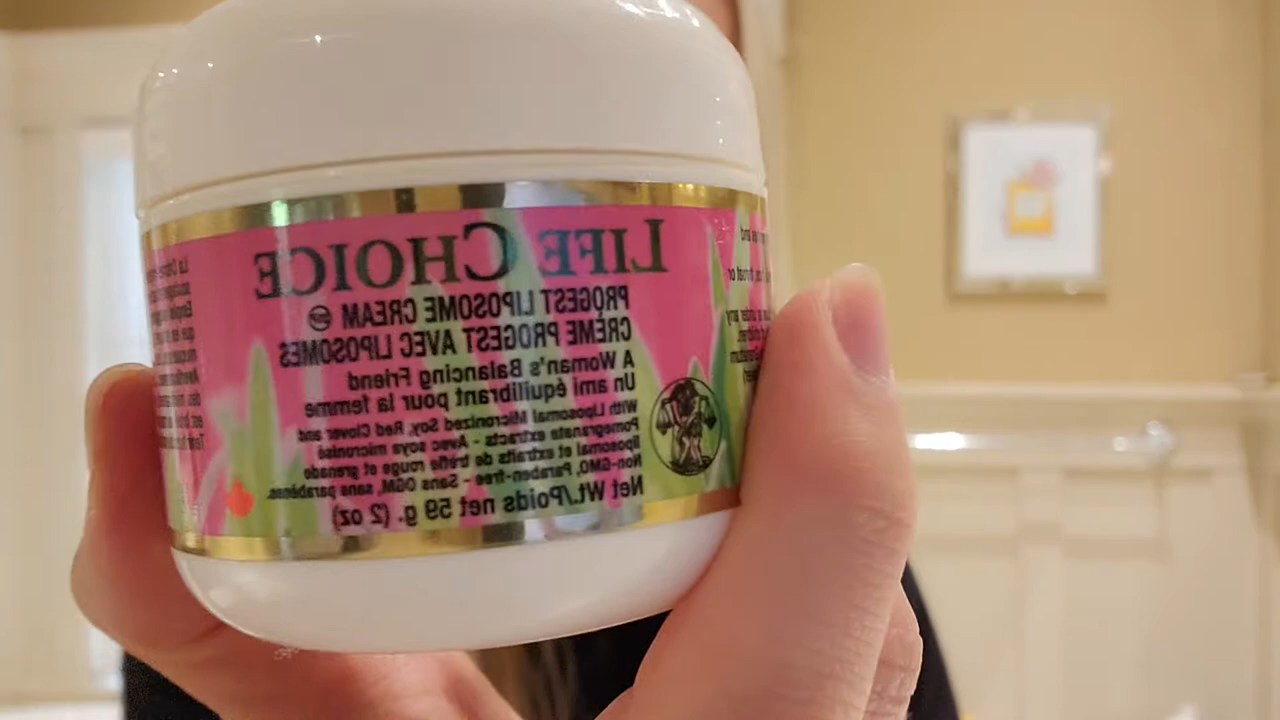 LIFE CHOICE
PROGEST LIPOSOME CREAM
CRÈME PROGEST AVEC LIPOSOMES
A Woman's Balancing Friend
Un ami équilibrant pour la femme
With Liposomal Micronized Soy, Red Clover and
Pomegranate extracts - Avec soya micronisé
liposomal et extraits de trèfle rouge et grenade
Non-GMO, Paraben-free - Sans OGM, sans parabènes.
Net Wt./Poids net 59 g. (2 oz)